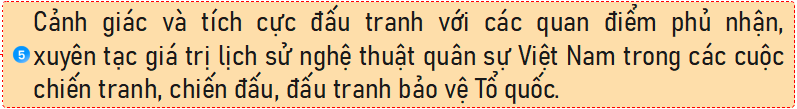 Cảnh giác và tích cực đấu tranh với các quan điểm phủ nhận,
5 xuyên tạc giá trị lịch sử nghệ thuật quân sự Việt Nam trong các cuộc
chiến tranh, chiến đấu, đấu tranh bảo vệ Tổ quốc.